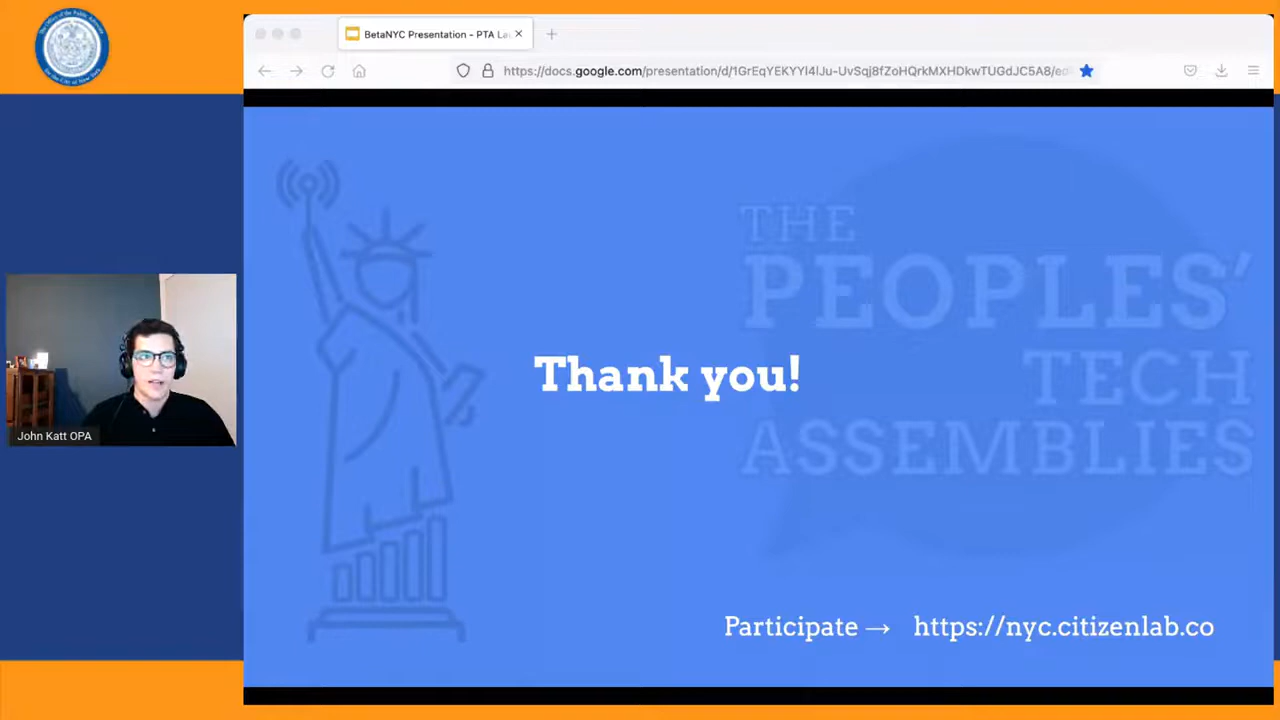 BetaNYC Presentation - PTA La
https://docs.google.com/presentation/d/1GrEqYEKYYI4lJu-UvSqj8fZoHQrkMXHDkwTUGdJC5A8/ed
THE
PEOPLES'
TECH
ASSEMBLIES
Thank you!
John Katt OPA
Participate → https://nyc.citizenlab.co